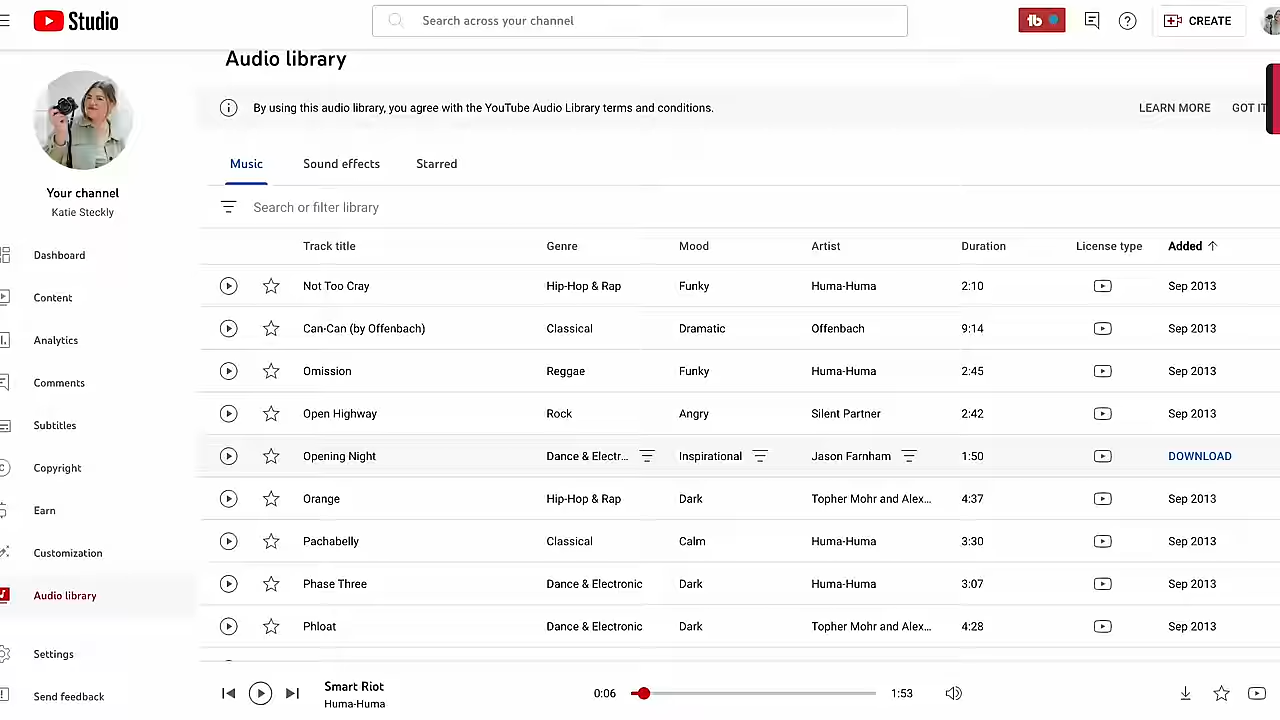 Studio
Search across your channel
tb
CREATE
Audio library
By using this audio library, you agree with the YouTube Audio Library terms and conditions.
LEARN MORE
GOT IT
Your channel
Katie Steckly
Dashboard
Content
Analytics
Comments
Subtitles
Copyright
Earn
Customization
Audio library
Settings
Send feedback
Music Sound effects Starred
Search or filter library
Track title Genre Mood Artist Duration License type Added
Not Too Cray Hip-Hop & Rap Funky Huma-Huma 2:10 Sep 2013
Can-Can (by Offenbach) Classical Dramatic Offenbach 9:14 Sep 2013
Omission Reggae Funky Huma-Huma 2:45 Sep 2013
Open Highway Rock Angry Silent Partner 2:42 Sep 2013
Opening Night Dance & Electr... Inspirational Jason Farnham 1:50 DOWNLOAD
Orange Hip-Hop & Rap Dark Topher Mohr and Alex... 4:37 Sep 2013
Pachabelly Classical Calm Huma-Huma 3:30 Sep 2013
Phase Three Dance & Electronic Dark Huma-Huma 3:07 Sep 2013
Phloat Dance & Electronic Dark Topher Mohr and Alex... 4:28 Sep 2013
Smart Riot
Huma-Huma
0:06 1:53